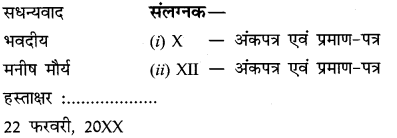 सधन्यवाद संलग्नक—
भवदीय (i) X — अंकपत्र एवं प्रमाण-पत्र
मनीष मौर्य (ii) XII — अंकपत्र एवं प्रमाण-पत्र
हस्ताक्षर :...................
22 फरवरी, 20XX